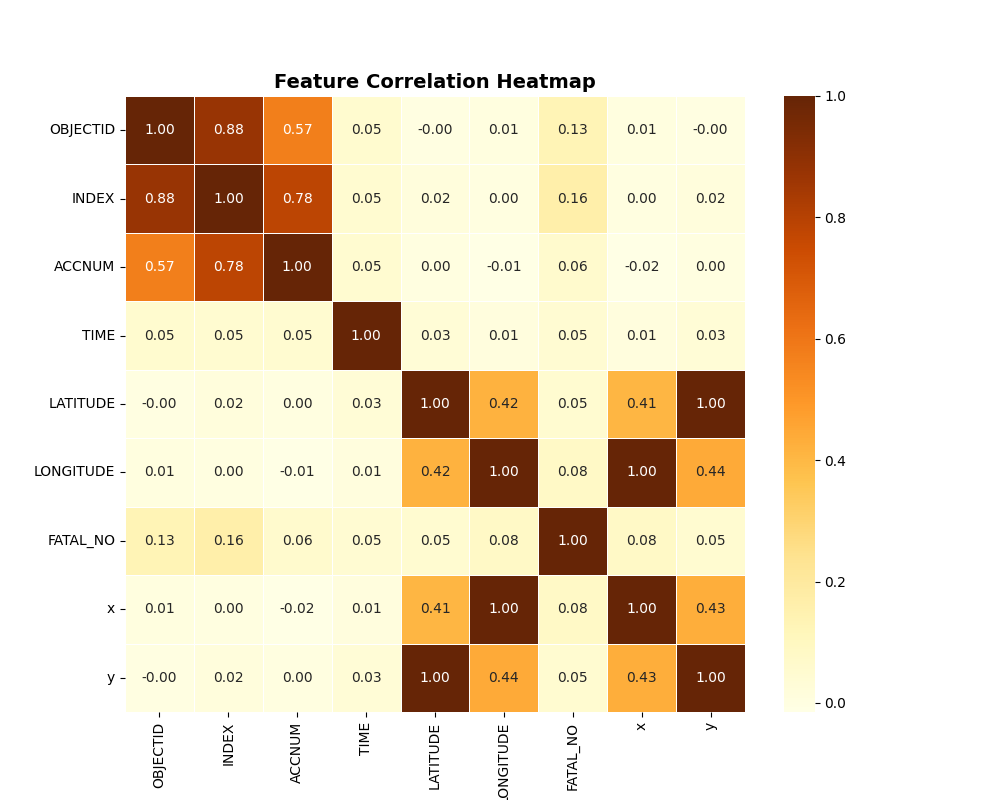 Feature Correlation Heatmap
OBJECTID 1.00 0.88 0.57 0.05 -0.00 0.01 0.13 0.01 -0.00
INDEX 0.88 1.00 0.78 0.05 0.02 0.00 0.16 0.00 0.02
ACCNUM 0.57 0.78 1.00 0.05 0.00 -0.01 0.06 -0.02 0.00
TIME 0.05 0.05 0.05 1.00 0.03 0.01 0.05 0.01 0.03
LATITUDE -0.00 0.02 0.00 0.03 1.00 0.42 0.05 0.41 1.00
LONGITUDE 0.01 0.00 -0.01 0.01 0.42 1.00 0.08 1.00 0.44
FATAL_NO 0.13 0.16 0.06 0.05 0.05 0.08 1.00 0.08 0.05
x 0.01 0.00 -0.02 0.01 0.41 1.00 0.08 1.00 0.43
y -0.00 0.02 0.00 0.03 1.00 0.44 0.05 0.43 1.00
OBJECTID INDEX ACCNUM TIME LATITUDE ONGITUDE FATAL_NO x y
1.0
0.8
0.6
0.4
0.2
0.0